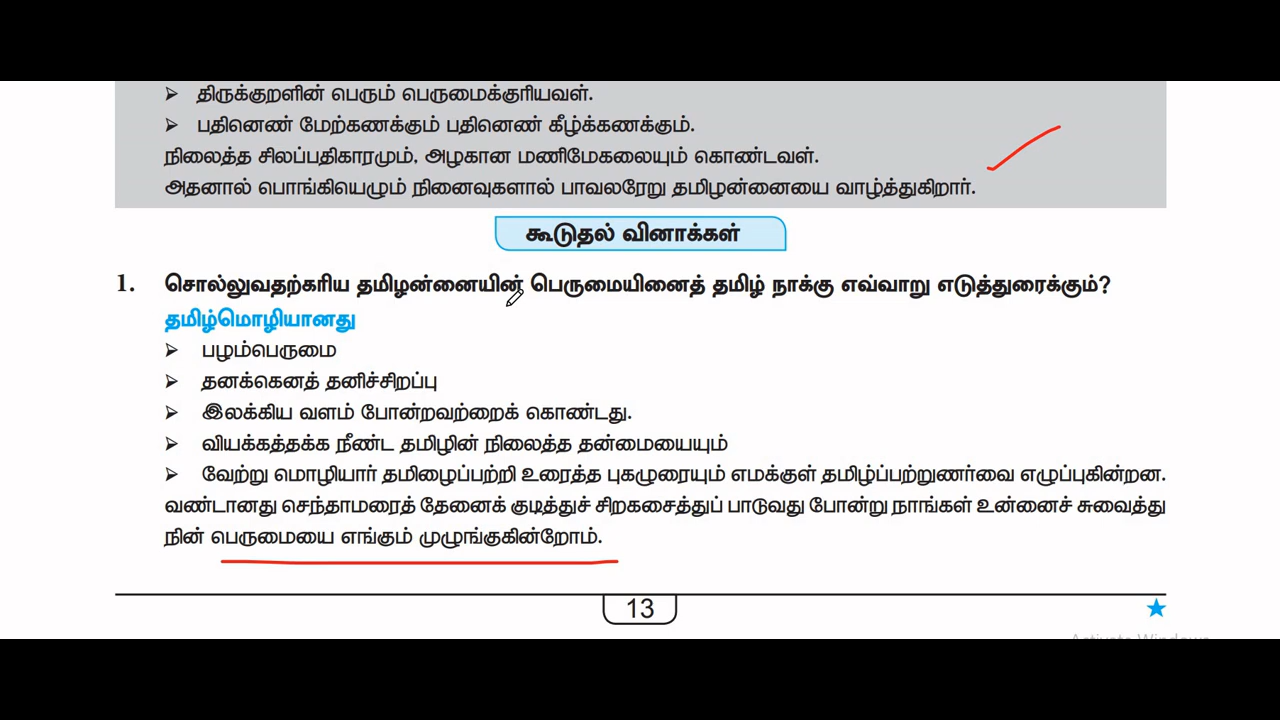 ➢ திருக்குறளின் பெரும் பெருமைக்குரியவள்.
➢ பதினெண் மேற்கணக்கும் பதினெண் கீழ்க்கணக்கும்.
நிலைத்த சிலப்பதிகாரமும், அழகான மணிமேகலையும் கொண்டவள்.
அதனால் பொங்கியெழும் நினைவுகளால் பாவலரேறு தமிழன்னையை வாழ்த்துகிறார்.
கூடுதல் வினாக்கள்
1. சொல்லுவதற்கரிய தமிழன்னையின் பெருமையினைத் தமிழ் நாக்கு எவ்வாறு எடுத்துரைக்கும்?
தமிழ்மொழியானது
➢ பழம்பெருமை
➢ தனக்கெனத் தனிச்சிறப்பு
➢ இலக்கிய வளம் போன்றவற்றைக் கொண்டது.
➢ வியக்கத்தக்க நீண்ட தமிழின் நிலைத்த தன்மையையும்
➢ வேற்று மொழியார் தமிழைப்பற்றி உரைத்த புகழுரையும் எமக்குள் தமிழ்ப்பற்றுணர்வை எழுப்புகின்றன.
வண்டானது செந்தாமரைத் தேனைக் குடித்துச் சிறகசைத்துப் பாடுவது போன்று நாங்கள் உன்னைச் சுவைத்து
நின் பெருமையை எங்கும் முழுங்குகின்றோம்.
13
Activate Windows